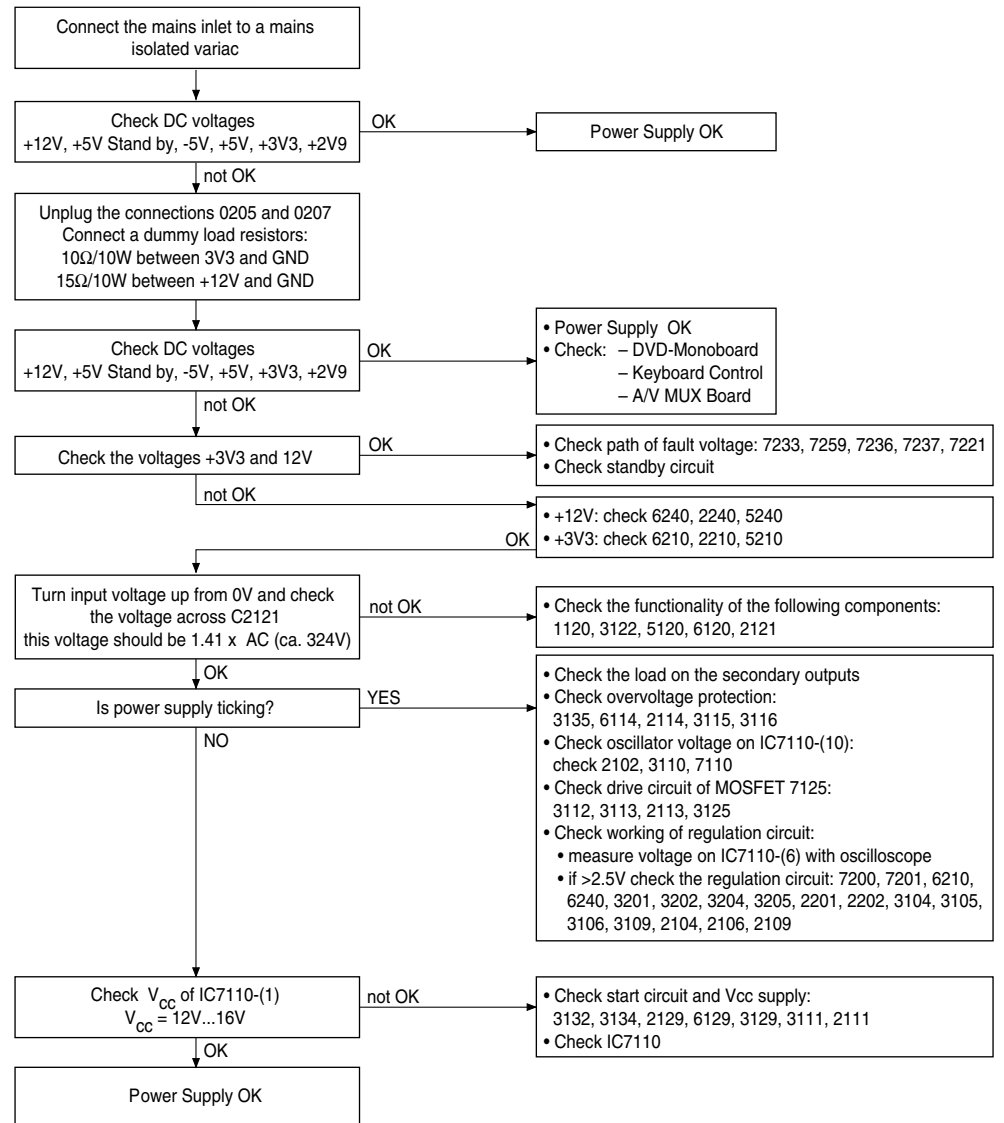 Connect the mains inlet to a mains
isolated variac
Check DC voltages
+12V, +5V Stand by, -5V, +5V, +3V3, +2V9
OK
Power Supply OK
not OK
Unplug the connections 0205 and 0207
Connect a dummy load resistors:
10Ω/10W between 3V3 and GND
15Ω/10W between +12V and GND
Check DC voltages
+12V, +5V Stand by, -5V, +5V, +3V3, +2V9
OK
• Power Supply OK
• Check: – DVD-Monoboard
– Keyboard Control
– A/V MUX Board
not OK
Check the voltages +3V3 and 12V
OK
• Check path of fault voltage: 7233, 7259, 7236, 7237, 7221
• Check standby circuit
not OK
• +12V: check 6240, 2240, 5240
• +3V3: check 6210, 2210, 5210
OK
Turn input voltage up from 0V and check
the voltage across C2121
this voltage should be 1.41 x AC (ca. 324V)
not OK
• Check the functionality of the following components:
1120, 3122, 5120, 6120, 2121
OK
Is power supply ticking?
YES
• Check the load on the secondary outputs
• Check overvoltage protection:
3135, 6114, 2114, 3115, 3116
• Check oscillator voltage on IC7110-(10):
check 2102, 3110, 7110
• Check drive circuit of MOSFET 7125:
3112, 3113, 2113, 3125
• Check working of regulation circuit:
• measure voltage on IC7110-(6) with oscilloscope
• if >2.5V check the regulation circuit: 7200, 7201, 6210,
6240, 3201, 3202, 3204, 3205, 2201, 2202, 3104, 3105,
3106, 3109, 2104, 2106, 2109
NO
Check VCC of IC7110-(1)
VCC = 12V...16V
not OK
• Check start circuit and Vcc supply:
3132, 3134, 2129, 6129, 3129, 3111, 2111
• Check IC7110
OK
Power Supply OK